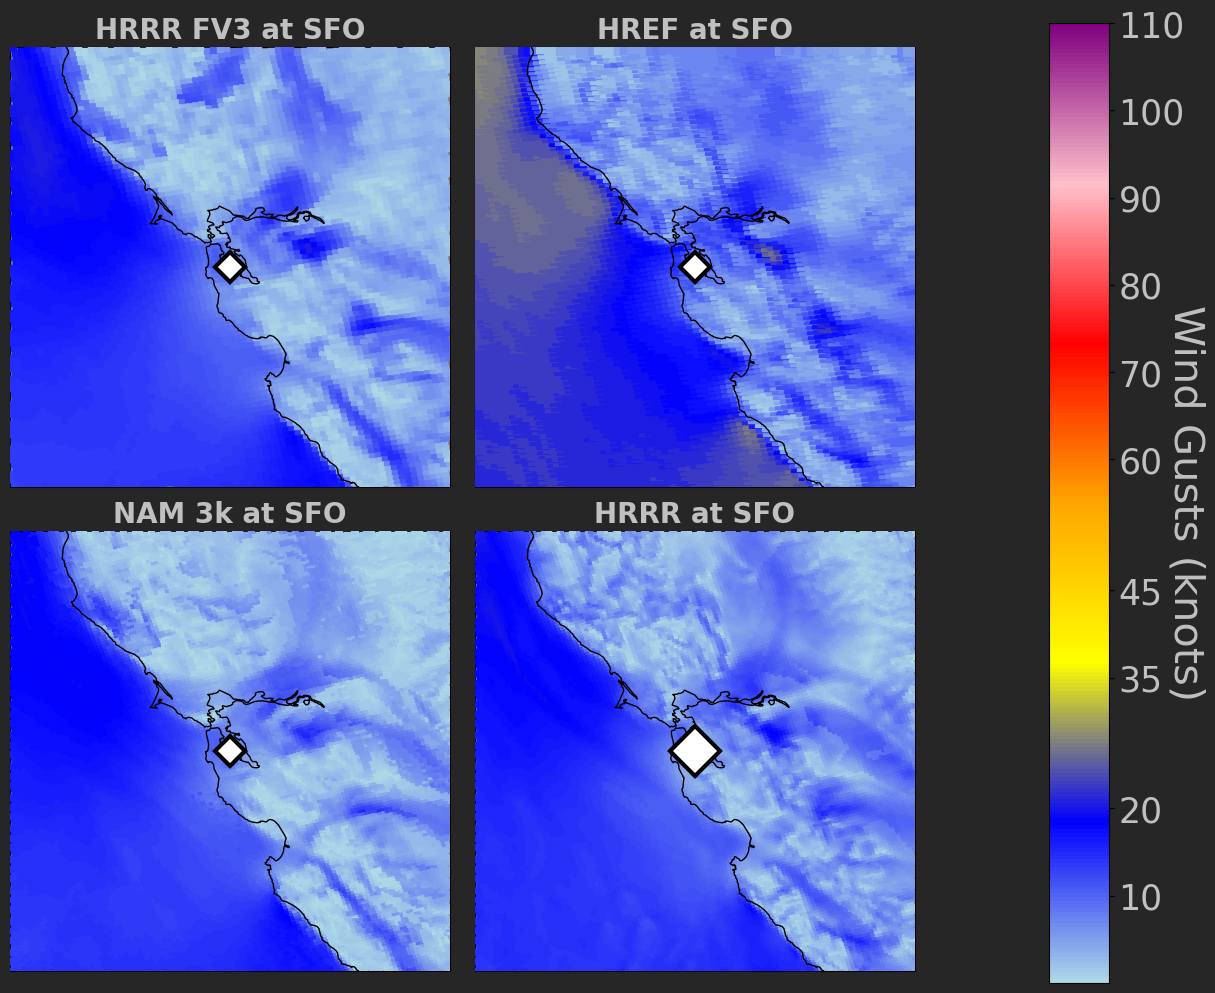 HRRR FV3 at SFO
HREF at SFO
NAM 3k at SFO
HRRR at SFO
110
100
90
80
70
60
45
35
20
10
Wind Gusts (knots)